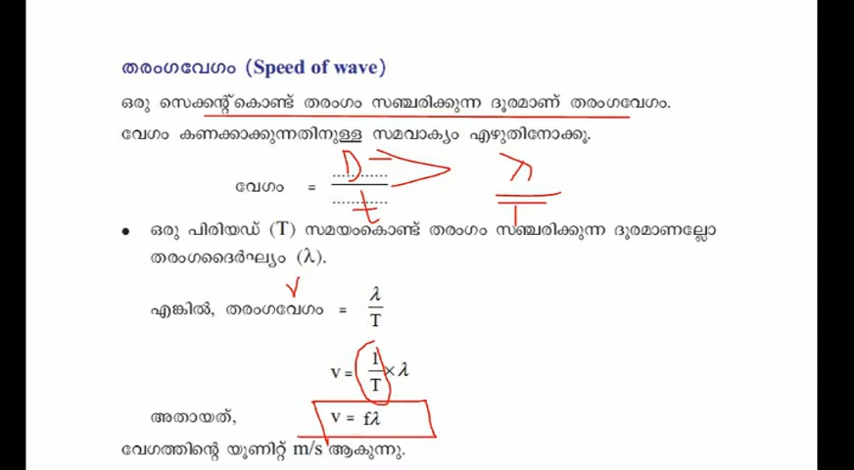 തരംഗവേഗം (Speed of wave)
ഒരു സെക്കന്റ്കൊണ്ട് തരംഗം സഞ്ചരിക്കുന്ന ദൂരമാണ് തരംഗവേഗം.
വേഗം കണക്കാക്കുന്നതിനുള്ള സമവാക്യം എഴുതിനോക്കൂ.
വേഗം = D / t λ / T
• ഒരു പിരിയഡ് (T) സമയംകൊണ്ട് തരംഗം സഞ്ചരിക്കുന്ന ദൂരമാണല്ലോ
തരംഗദൈർഘ്യം (λ).
v
എങ്കിൽ, തരംഗവേഗം = λ / T
v = 1 / T × λ
അതായത്, v = fλ
വേഗത്തിന്റെ യൂണിറ്റ് m/s ആകുന്നു.